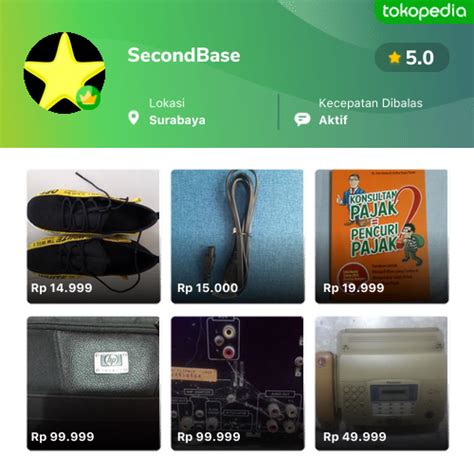 tokopedia
SecondBase
5.0
Lokasi
Surabaya
Kecepatan Dibalas
Aktif
Rp 14.999
Rp 15.000
KONSULTAN
PAJAK
=
PENCURI
PAJAK
?
Rp 19.999
hp
Rp 99.999
Rp 99.999
Rp 49.999